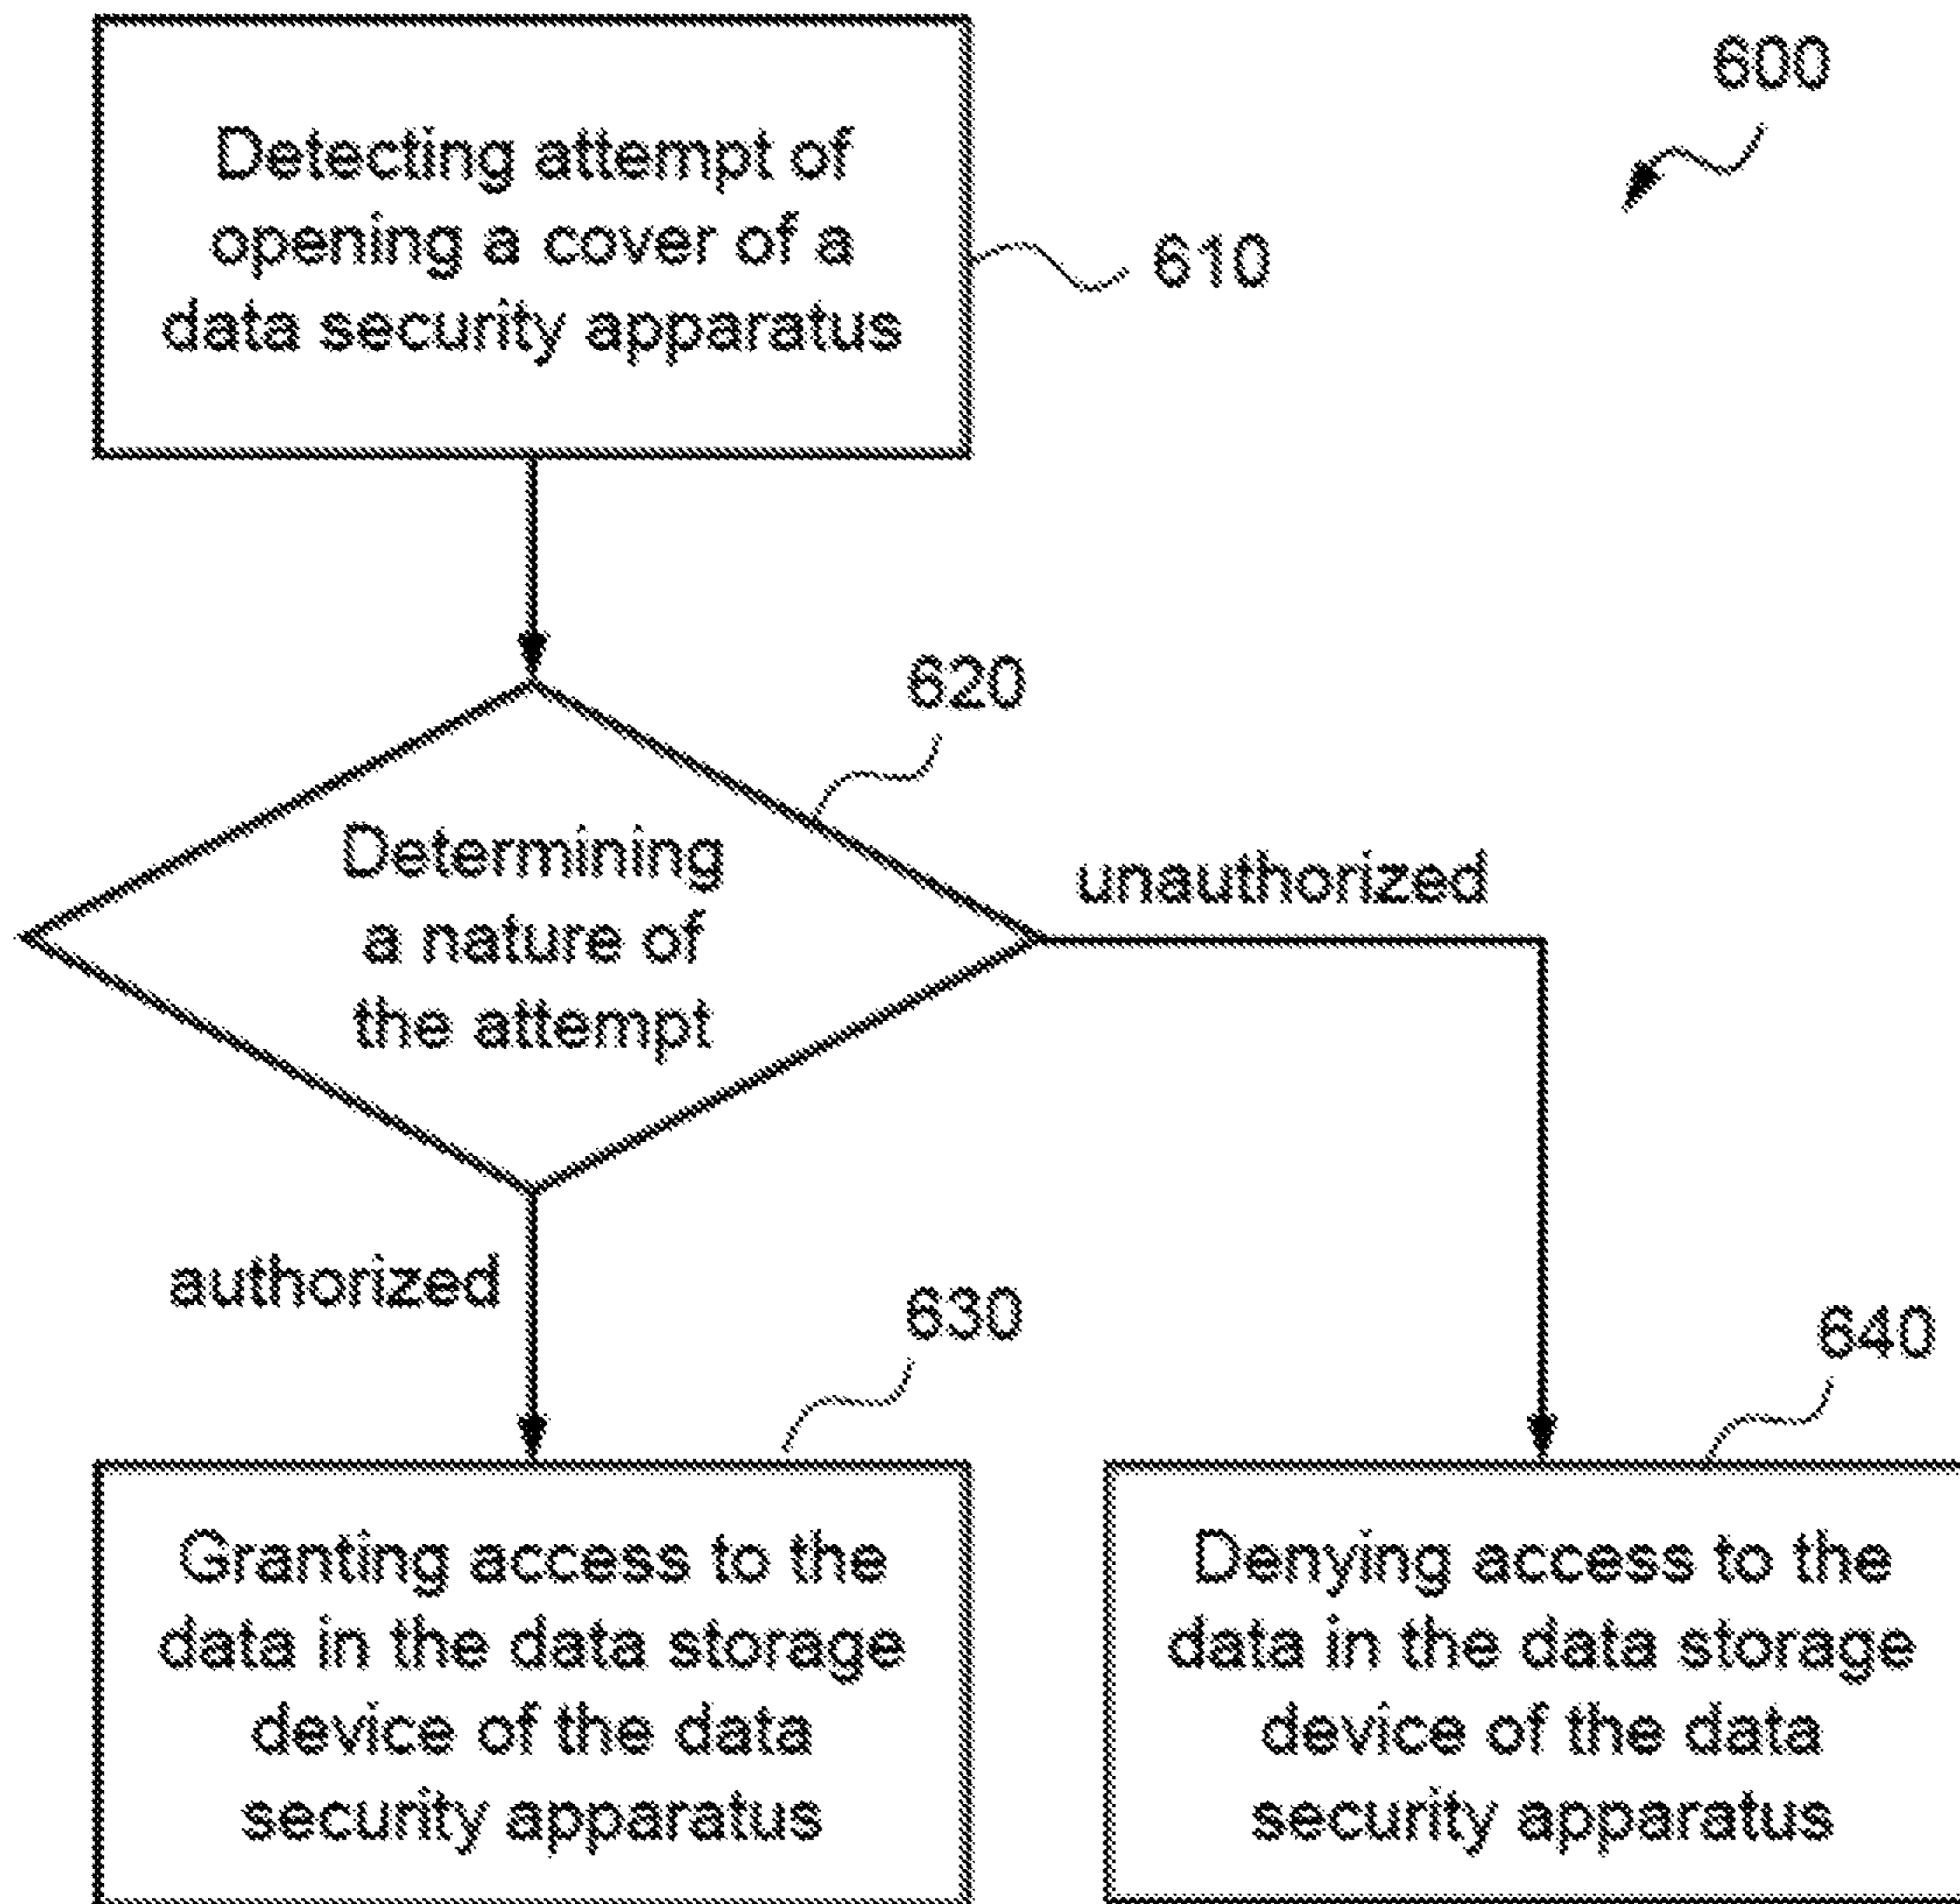 600
Detecting attempt of
opening a cover of a
data security apparatus
610
620
Determining
a nature of
the attempt
unauthorized
authorized
630
640
Granting access to the
data in the data storage
device of the data
security apparatus
Denying access to the
data in the data storage
device of the data
security apparatus